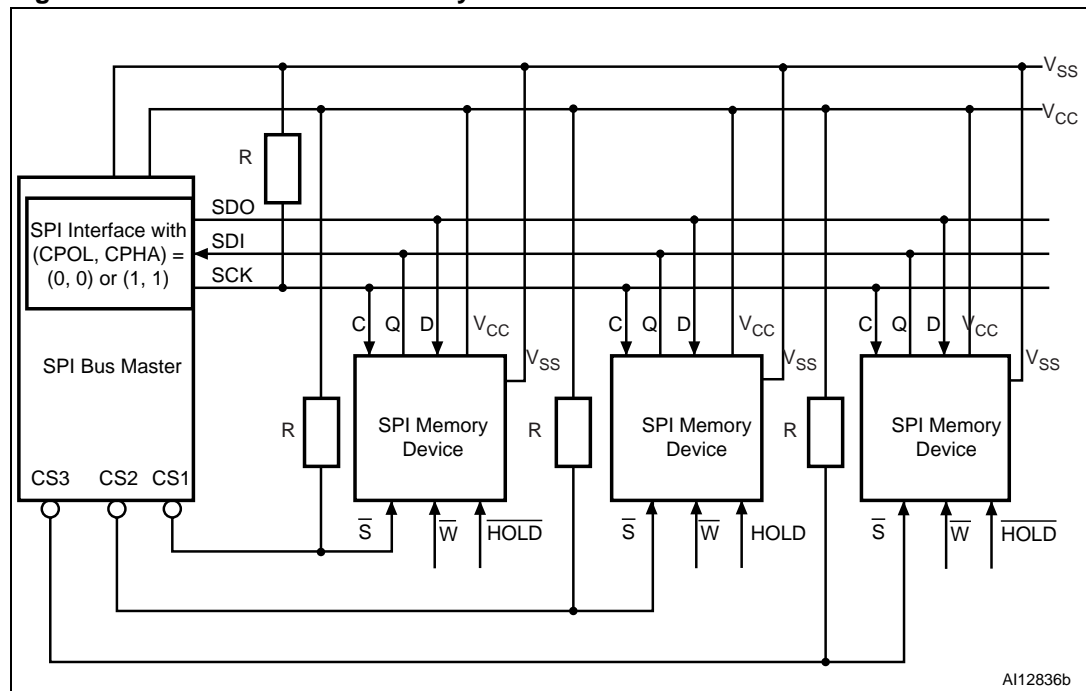 V_SS
V_CC
R
SDO
SPI Interface with
(CPOL, CPHA) =
(0, 0) or (1, 1)
SDI
SCK
SPI Bus Master
CS3 CS2 CS1
C Q D V_CC V_SS
C Q D V_CC V_SS
C Q D V_CC V_SS
R
SPI Memory
Device
R
SPI Memory
Device
R
SPI Memory
Device
S̅ W̅ H̅O̅L̅D̅
S̅ W̅ HOLD
S̅ W̅ H̅O̅L̅D̅
AI12836b